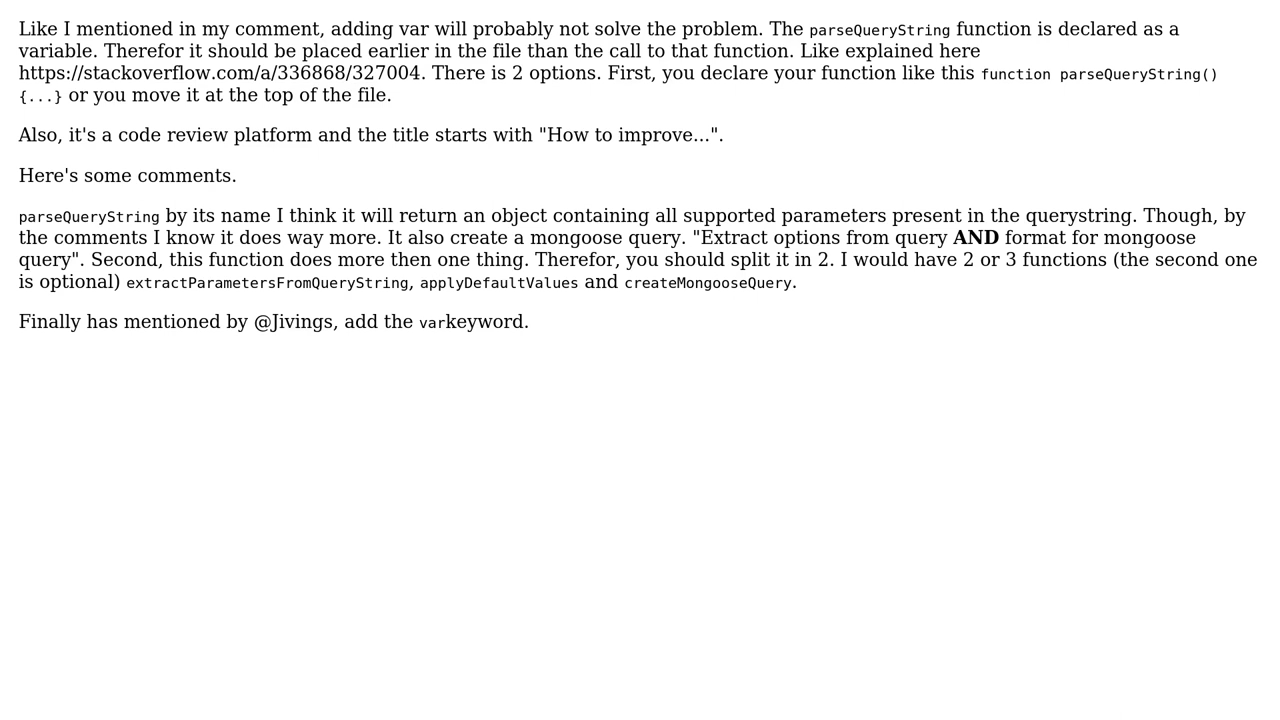 Like I mentioned in my comment, adding var will probably not solve the problem. The parseQueryString function is declared as a
variable. Therefor it should be placed earlier in the file than the call to that function. Like explained here
https://stackoverflow.com/a/336868/327004. There is 2 options. First, you declare your function like this function parseQueryString()
{...} or you move it at the top of the file.
Also, it's a code review platform and the title starts with "How to improve...".
Here's some comments.
parseQueryString by its name I think it will return an object containing all supported parameters present in the querystring. Though, by
the comments I know it does way more. It also create a mongoose query. "Extract options from query AND format for mongoose
query". Second, this function does more then one thing. Therefor, you should split it in 2. I would have 2 or 3 functions (the second one
is optional) extractParametersFromQueryString, applyDefaultValues and createMongooseQuery.
Finally has mentioned by @Jivings, add the varkeyword.